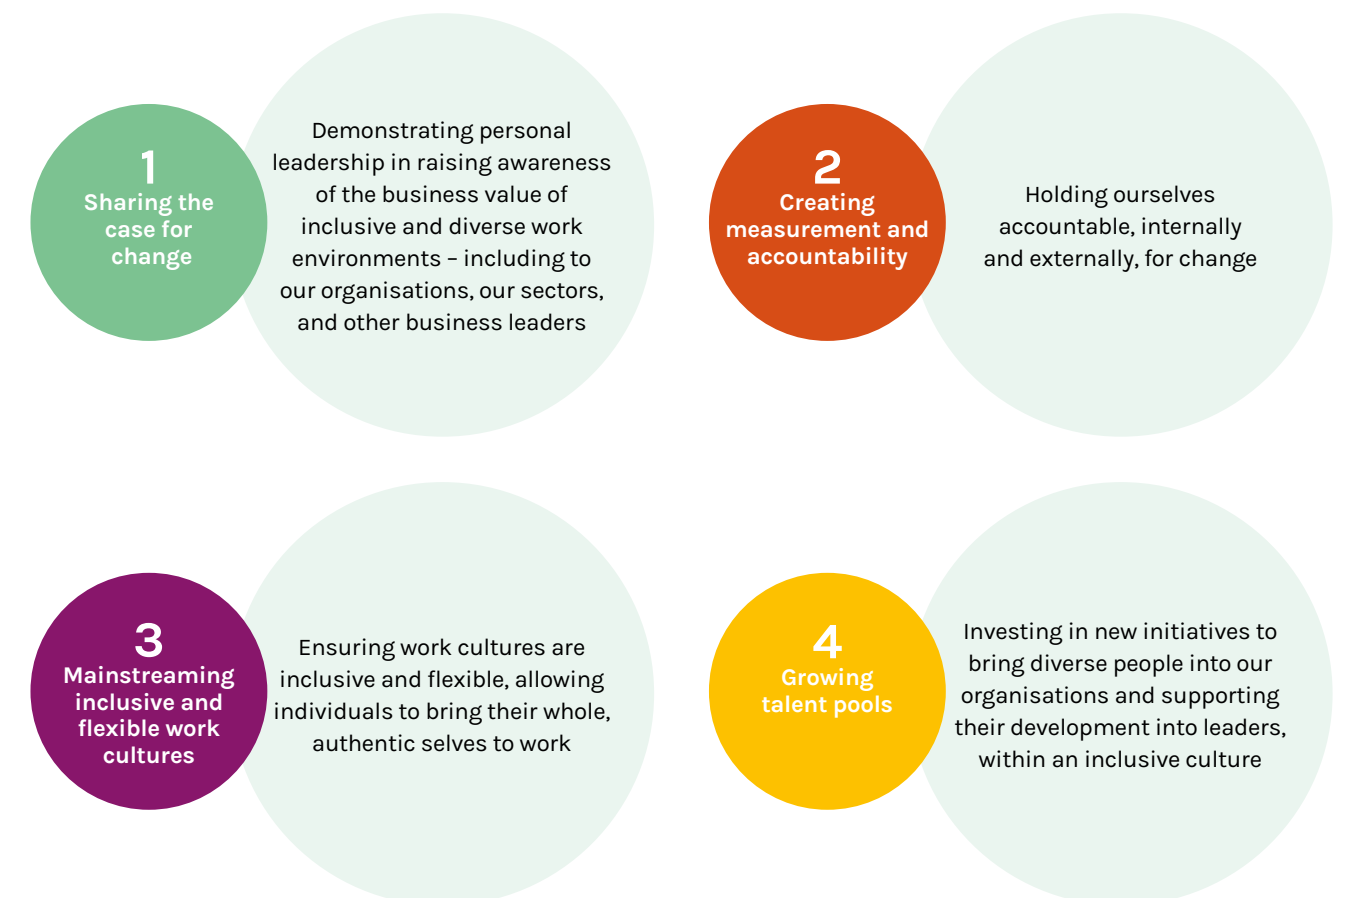 1
Sharing the
case for
change
Demonstrating personal
leadership in raising awareness
of the business value of
inclusive and diverse work
environments – including to
our organisations, our sectors,
and other business leaders
2
Creating
measurement and
accountability
Holding ourselves
accountable, internally
and externally, for change
3
Mainstreaming
inclusive and
flexible work
cultures
Ensuring work cultures are
inclusive and flexible, allowing
individuals to bring their whole,
authentic selves to work
4
Growing
talent pools
Investing in new initiatives to
bring diverse people into our
organisations and supporting
their development into leaders,
within an inclusive culture